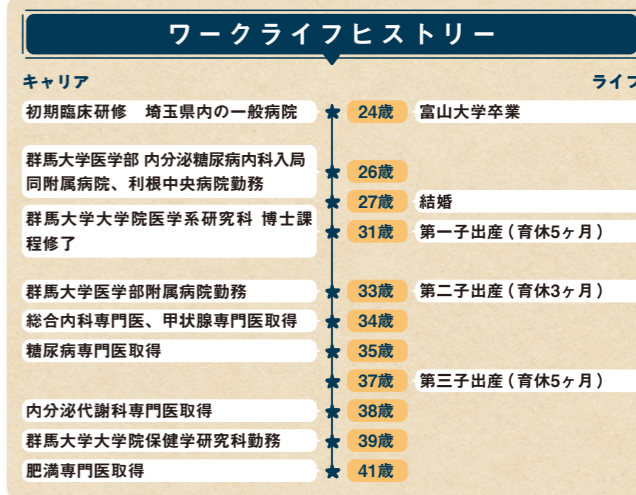 ワークライフヒストリー
キャリア
ライフ
初期臨床研修　埼玉県内の一般病院
24歳
富山大学卒業
群馬大学医学部 内分泌糖尿病内科入局
同附属病院、利根中央病院勤務
26歳
27歳
結婚
群馬大学大学院医学系研究科 博士課
程修了
31歳
第一子出産（育休5ヶ月）
群馬大学医学部附属病院勤務
33歳
第二子出産（育休3ヶ月）
総合内科専門医、甲状腺専門医取得
34歳
糖尿病専門医取得
35歳
37歳
第三子出産（育休5ヶ月）
内分泌代謝科専門医取得
38歳
群馬大学大学院保健学研究科勤務
39歳
肥満専門医取得
41歳